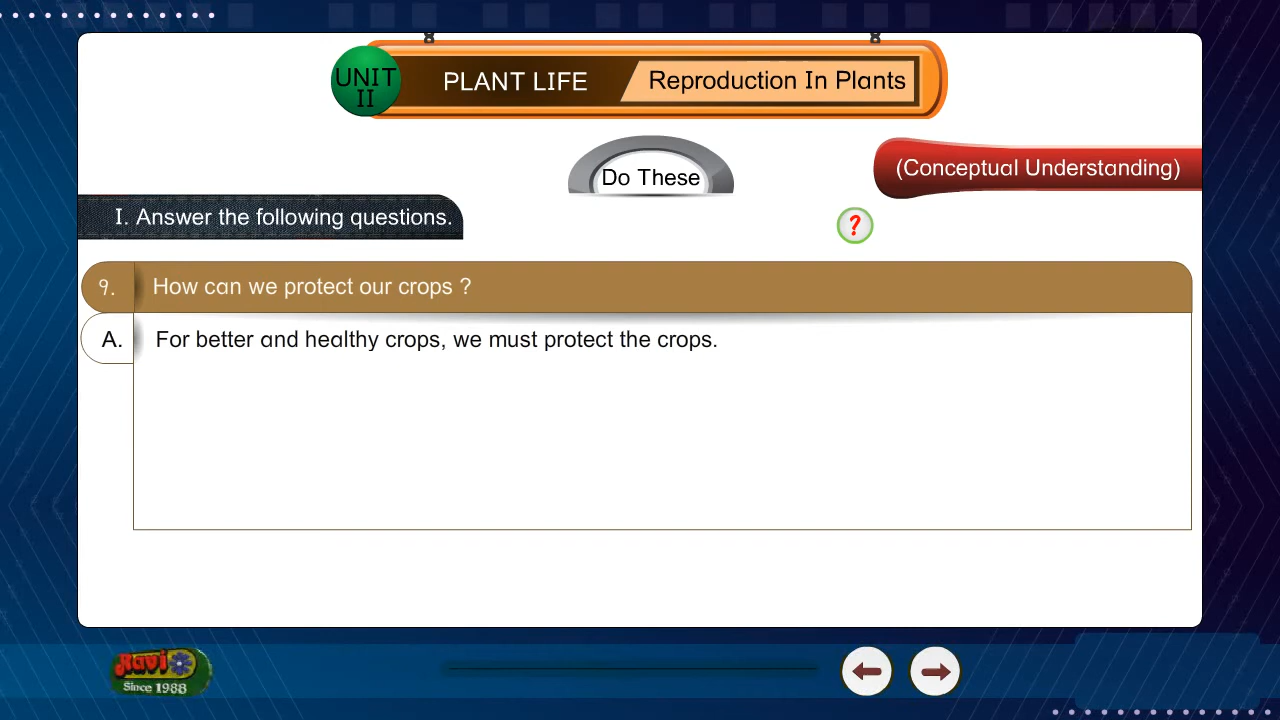 UNIT
II
PLANT LIFE
Reproduction In Plants
Do These
(Conceptual Understanding)
I. Answer the following questions.
?
9.
How can we protect our crops ?
A.
For better and healthy crops, we must protect the crops.
Ravi
Since 1988